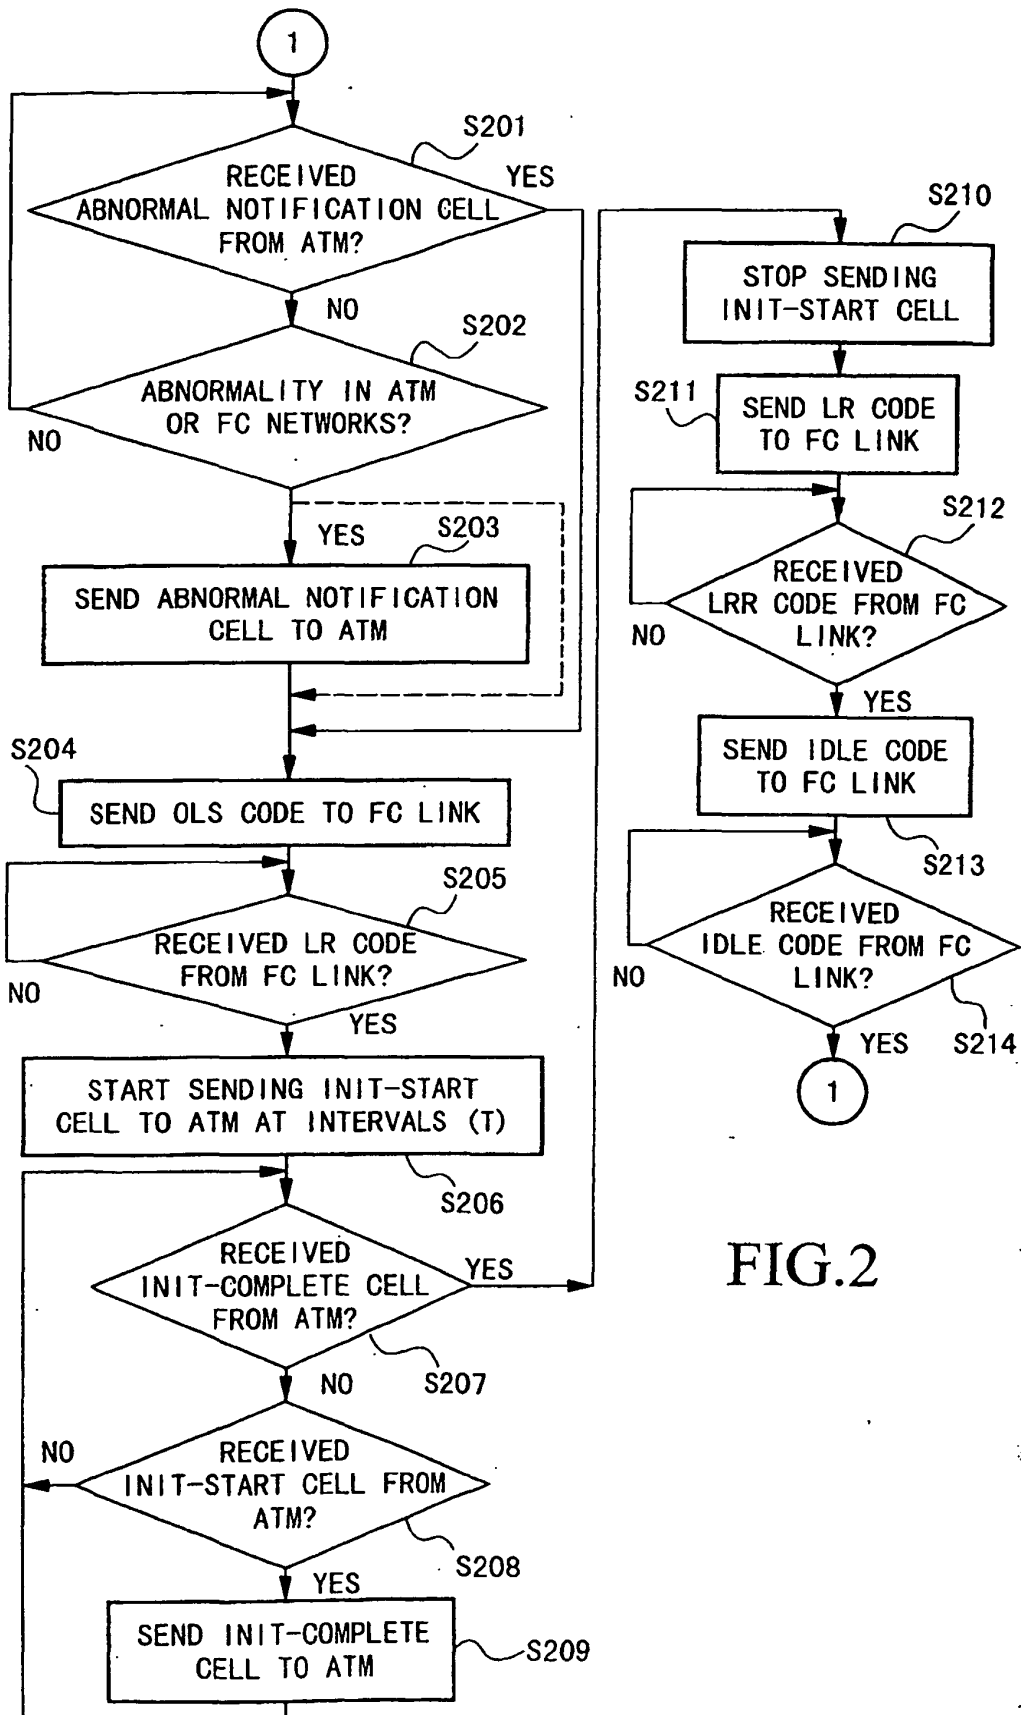 1
S201
RECEIVED
ABNORMAL NOTIFICATION CELL
FROM ATM?
YES
NO
S202
ABNORMALITY IN ATM
OR FC NETWORKS?
NO
YES
S203
SEND ABNORMAL NOTIFICATION
CELL TO ATM
S204
SEND OLS CODE TO FC LINK
S205
RECEIVED LR CODE
FROM FC LINK?
NO
YES
START SENDING INIT-START
CELL TO ATM AT INTERVALS (T)
S206
RECEIVED
INIT-COMPLETE CELL
FROM ATM?
YES
S207
NO
RECEIVED
INIT-START CELL FROM
ATM?
NO
S208
YES
SEND INIT-COMPLETE
CELL TO ATM
S209
S210
STOP SENDING
INIT-START CELL
S211
SEND LR CODE
TO FC LINK
S212
RECEIVED
LRR CODE FROM FC
LINK?
NO
YES
SEND IDLE CODE
TO FC LINK
S213
RECEIVED
IDLE CODE FROM FC
LINK?
NO
YES
S214
1
FIG.2